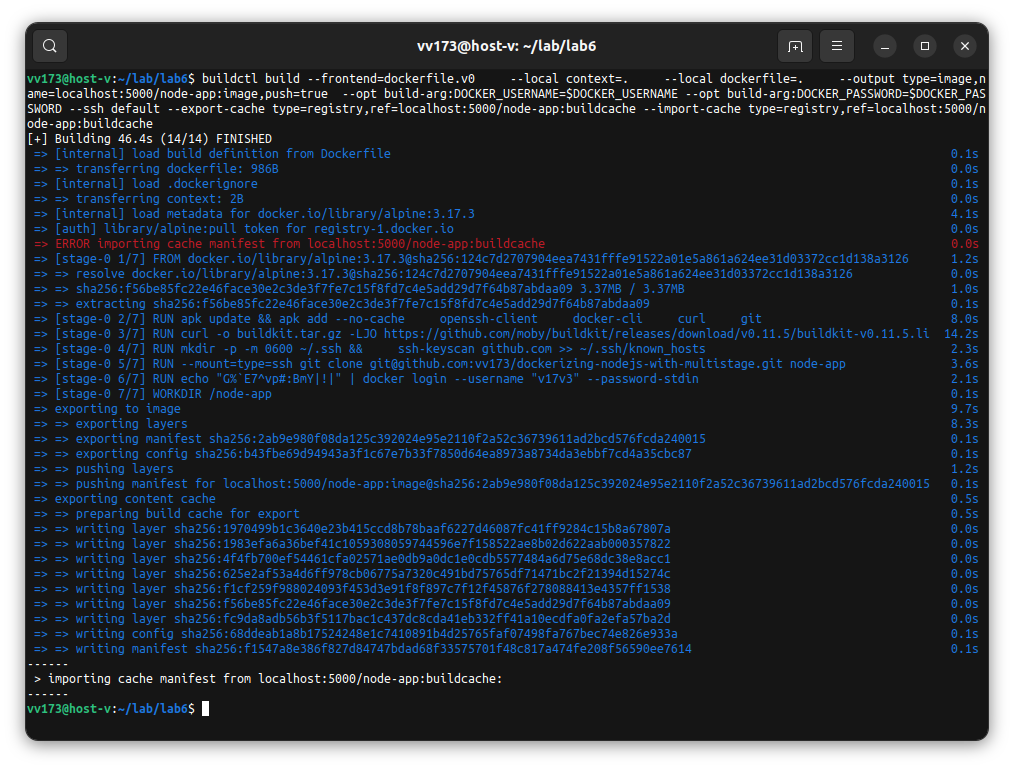 vv173@host-v: ~/lab/lab6
vv173@host-v:~/lab/lab6$ buildctl build --frontend=dockerfile.v0     --local context=.     --local dockerfile=.     --output type=image,n
ame=localhost:5000/node-app:image,push=true  --opt build-arg:DOCKER_USERNAME=$DOCKER_USERNAME --opt build-arg:DOCKER_PASSWORD=$DOCKER_PAS
SWORD --ssh default --export-cache type=registry,ref=localhost:5000/node-app:buildcache --import-cache type=registry,ref=localhost:5000/n
ode-app:buildcache
[+] Building 46.4s (14/14) FINISHED
=> [internal] load build definition from Dockerfile 0.1s
=> => transferring dockerfile: 986B 0.0s
=> [internal] load .dockerignore 0.1s
=> => transferring context: 2B 0.0s
=> [internal] load metadata for docker.io/library/alpine:3.17.3 4.1s
=> [auth] library/alpine:pull token for registry-1.docker.io 0.0s
=> ERROR importing cache manifest from localhost:5000/node-app:buildcache 0.0s
=> [stage-0 1/7] FROM docker.io/library/alpine:3.17.3@sha256:124c7d2707904eea7431fffe91522a01e5a861a624ee31d03372cc1d138a3126 1.2s
=> => resolve docker.io/library/alpine:3.17.3@sha256:124c7d2707904eea7431fffe91522a01e5a861a624ee31d03372cc1d138a3126 0.0s
=> => sha256:f56be85fc22e46face30e2c3de3f7fe7c15f8fd7c4e5add29d7f64b87abdaa09 3.37MB / 3.37MB 1.0s
=> => extracting sha256:f56be85fc22e46face30e2c3de3f7fe7c15f8fd7c4e5add29d7f64b87abdaa09 0.1s
=> [stage-0 2/7] RUN apk update && apk add --no-cache     openssh-client     docker-cli     curl     git 8.0s
=> [stage-0 3/7] RUN curl -o buildkit.tar.gz -LJO https://github.com/moby/buildkit/releases/download/v0.11.5/buildkit-v0.11.5.li 14.2s
=> [stage-0 4/7] RUN mkdir -p -m 0600 ~/.ssh &&     ssh-keyscan github.com >> ~/.ssh/known_hosts 2.3s
=> [stage-0 5/7] RUN --mount=type=ssh git clone git@github.com:vv173/dockerizing-nodejs-with-multistage.git node-app 3.6s
=> [stage-0 6/7] RUN echo "G%`E7^vp#:BmY|!|" | docker login --username "v17v3" --password-stdin 2.1s
=> [stage-0 7/7] WORKDIR /node-app 0.1s
=> exporting to image 9.7s
=> => exporting layers 8.3s
=> => exporting manifest sha256:2ab9e980f08da125c392024e95e2110f2a52c36739611ad2bcd576fcda240015 0.1s
=> => exporting config sha256:b43fbe69d94943a3f1c67e7b33f7850d64ea8973a8734da3ebbf7cd4a35cbc87 0.1s
=> => pushing layers 1.2s
=> => pushing manifest for localhost:5000/node-app:image@sha256:2ab9e980f08da125c392024e95e2110f2a52c36739611ad2bcd576fcda240015 0.1s
=> exporting content cache 0.5s
=> => preparing build cache for export 0.5s
=> => writing layer sha256:1970499b1c3640e23b415ccd8b78baaf6227d46087fc41ff9284c15b8a67807a 0.0s
=> => writing layer sha256:1983efa6a36bef41c1059308059744596e7f158522ae8b02d622aab000357822 0.0s
=> => writing layer sha256:4f4fb700ef54461cfa02571ae0db9a0dc1e0cdb5577484a6d75e68dc38e8acc1 0.0s
=> => writing layer sha256:625e2af53a4d6ff978cb06775a7320c491bd75765df71471bc2f21394d15274c 0.0s
=> => writing layer sha256:f1cf259f988024093f453d3e91f8f897c7f12f45876f278088413e4357ff1538 0.0s
=> => writing layer sha256:f56be85fc22e46face30e2c3de3f7fe7c15f8fd7c4e5add29d7f64b87abdaa09 0.0s
=> => writing layer sha256:fc9da8adb56b3f5117bac1c437dc8cda41eb332ff41a10ecdfa0fa2efa57ba2d 0.0s
=> => writing config sha256:68ddeab1a8b17524248e1c7410891b4d25765faf07498fa767bec74e826e933a 0.1s
=> => writing manifest sha256:f1547a8e386f827d84747bdad68f33575701f48c817a474fe208f56590ee7614 0.1s
------
> importing cache manifest from localhost:5000/node-app:buildcache:
------
vv173@host-v:~/lab/lab6$